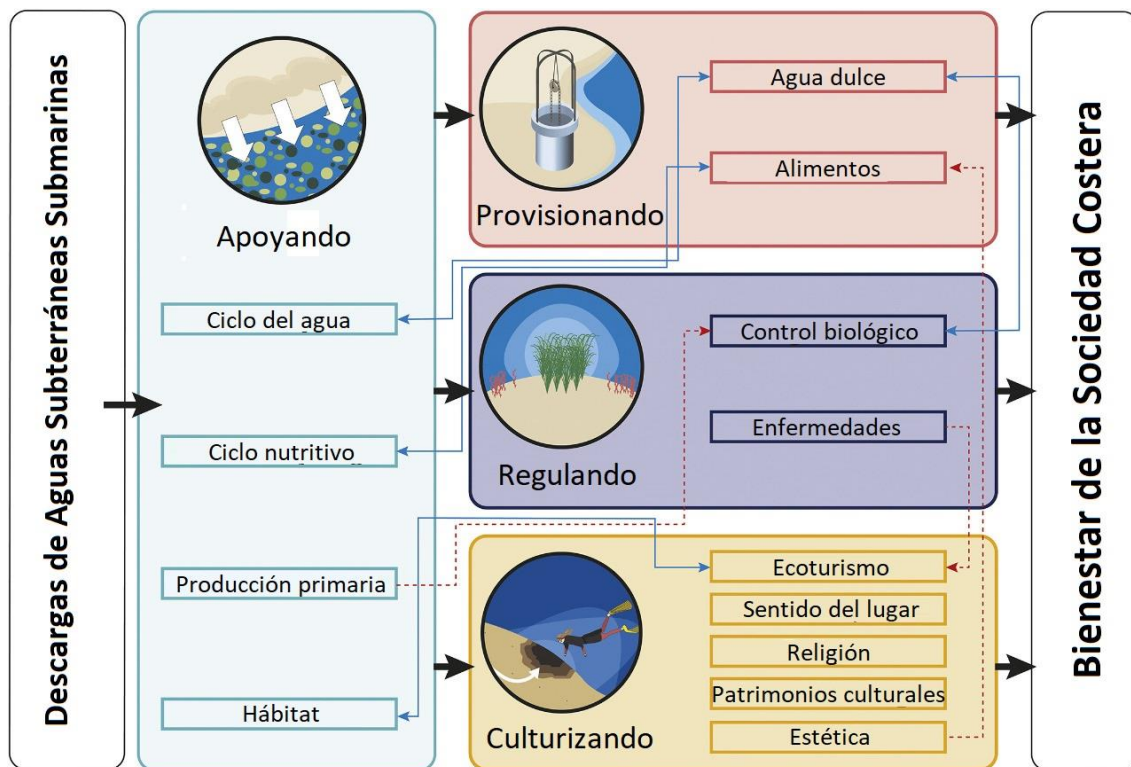 Descargas de Aguas Subterráneas Submarinas
Apoyando
Ciclo del agua
Ciclo nutritivo
Producción primaria
Hábitat
Provisionando
Agua dulce
Alimentos
Regulando
Control biológico
Enfermedades
Culturizando
Ecoturismo
Sentido del lugar
Religión
Patrimonios culturales
Estética
Bienestar de la Sociedad Costera